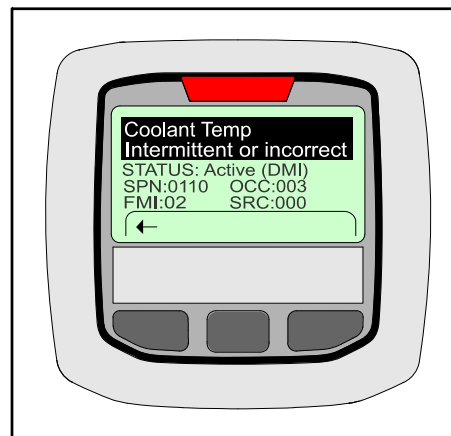 Coolant Temp
Intermittent or incorrect
STATUS: Active (DMI)
SPN:0110 OCC:003
FMI:02 SRC:000